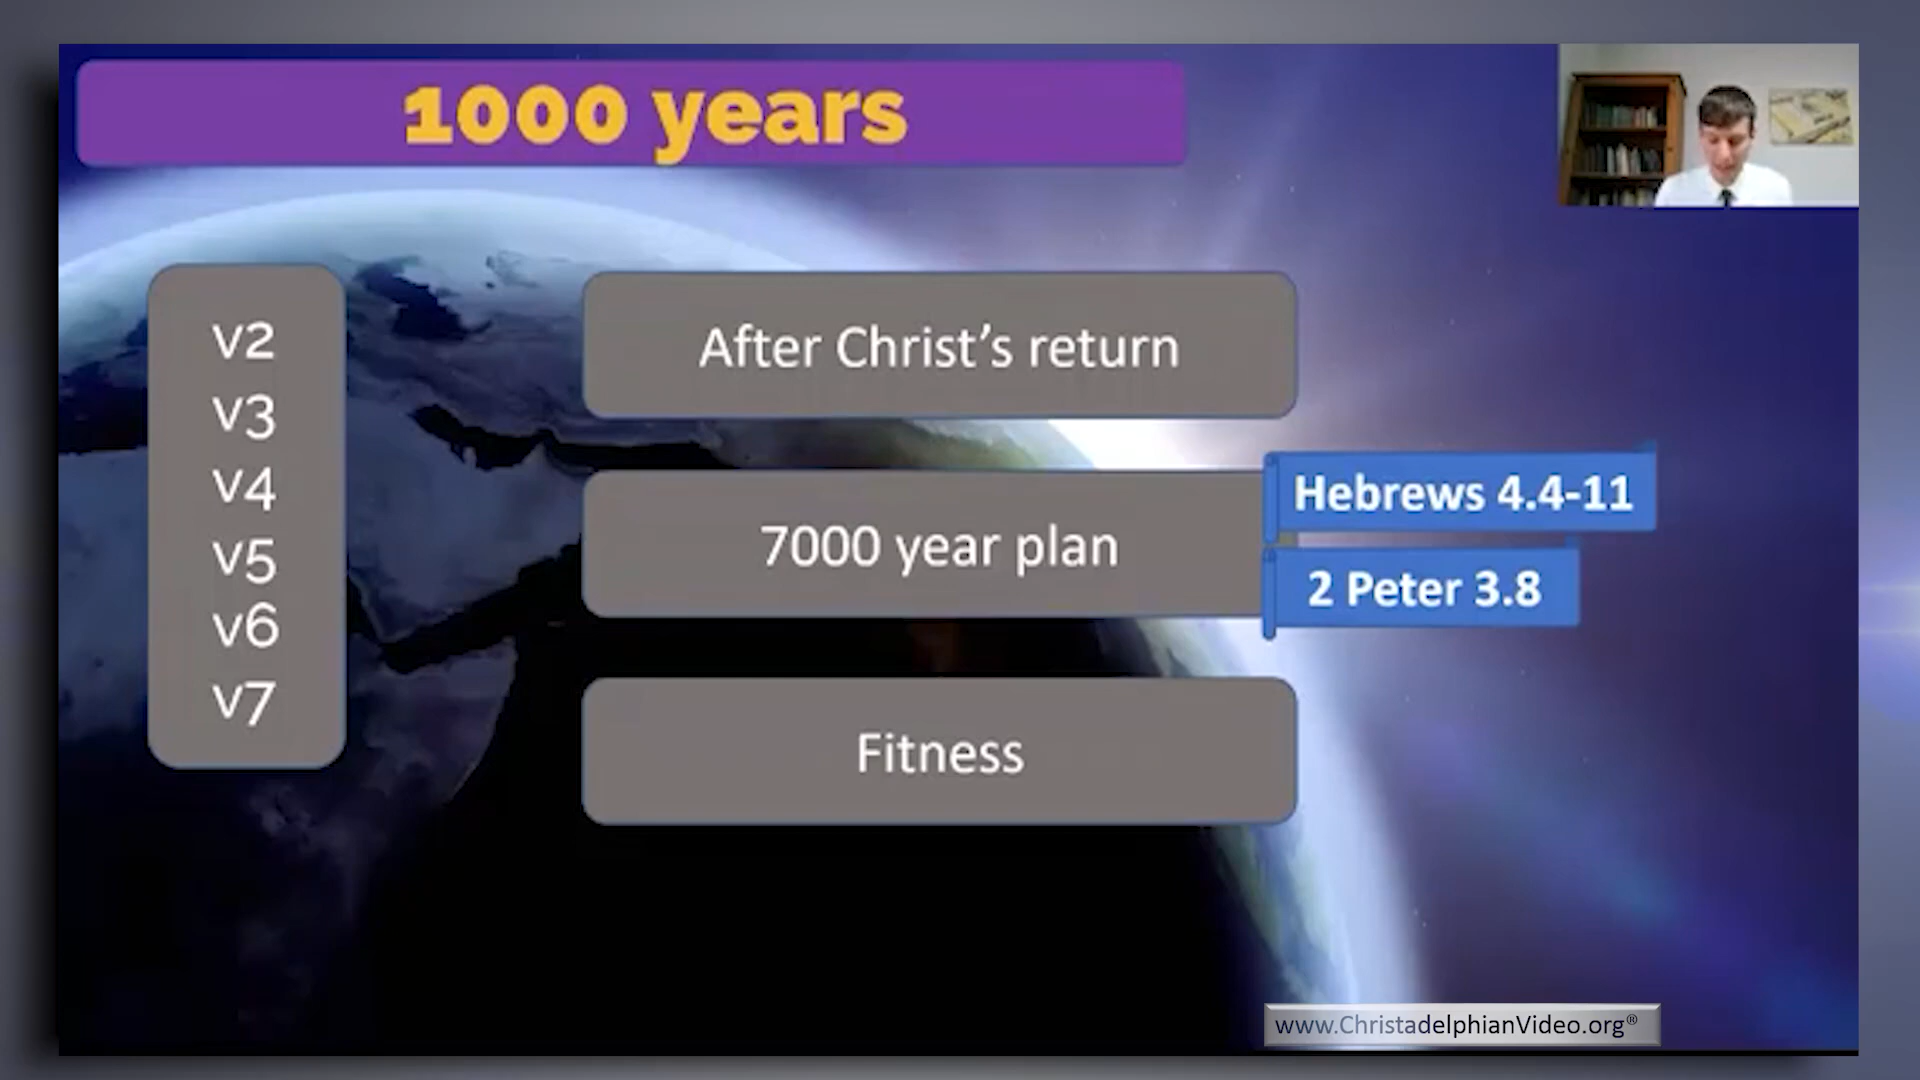 1000 years
v2
v3
v4
v5
v6
v7
After Christ's return
7000 year plan
Hebrews 4.4-11
2 Peter 3.8
Fitness
www.ChristadelphianVideo.org®